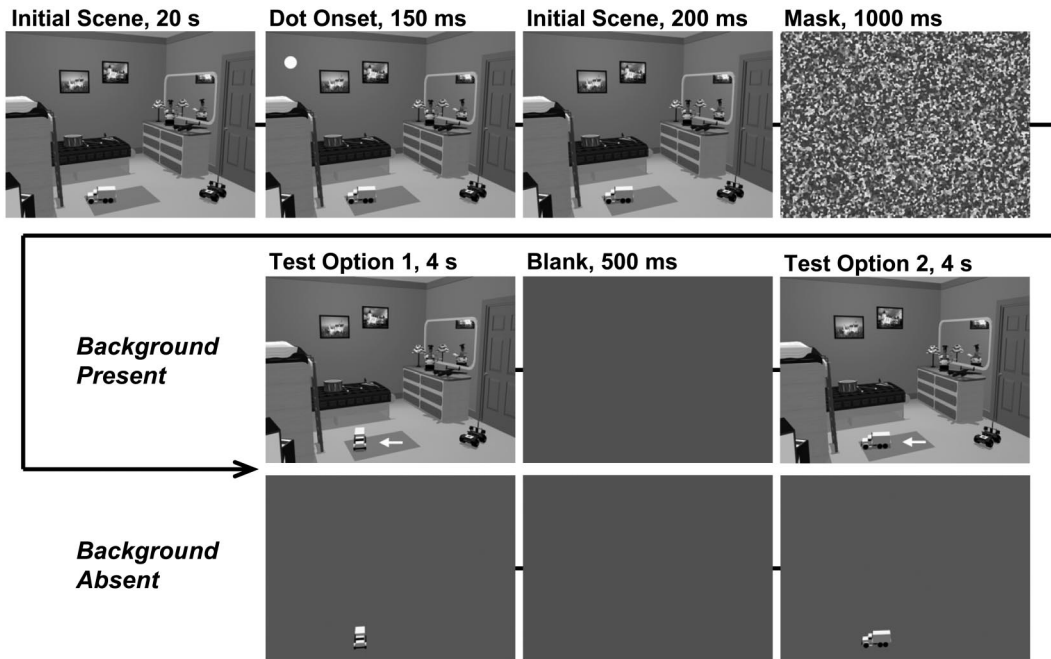 Initial Scene, 20 s
Dot Onset, 150 ms
Initial Scene, 200 ms
Mask, 1000 ms
Test Option 1, 4 s
Blank, 500 ms
Test Option 2, 4 s
Background
Present
Background
Absent